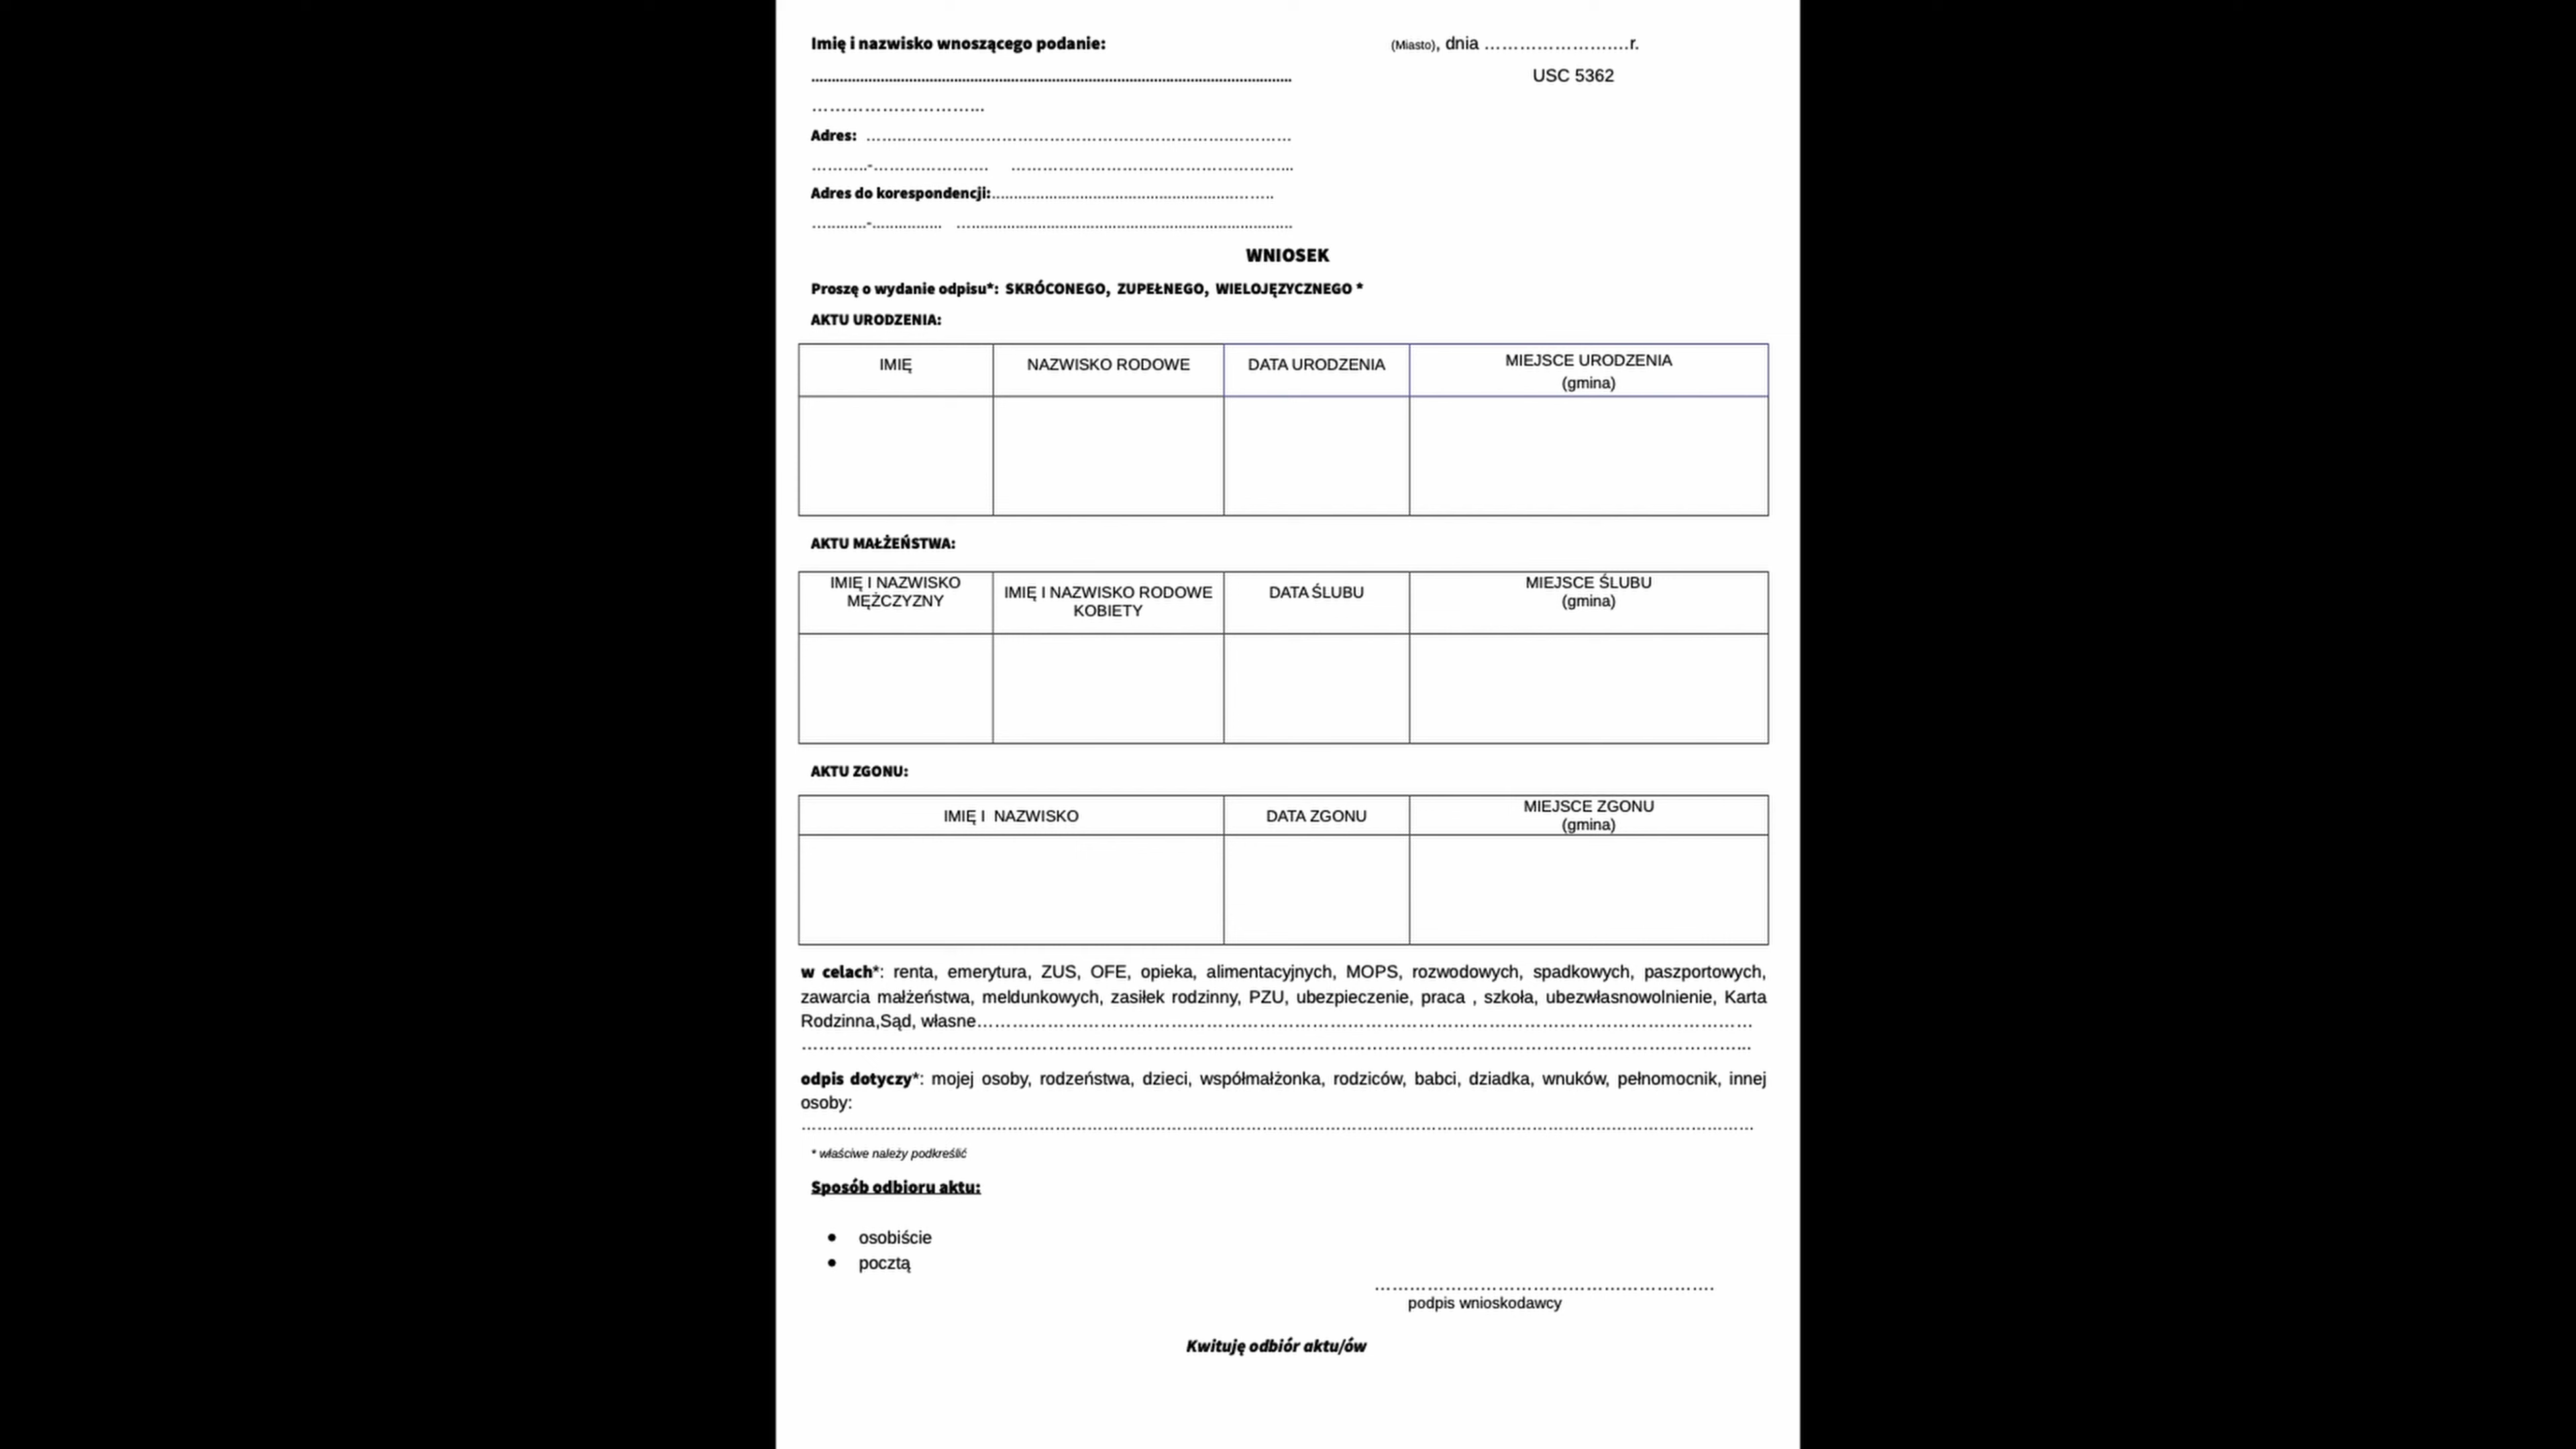 Imię i nazwisko wnoszącego podanie:
(Miasto), dnia …………………….r.
........................................................................................................................
USC 5362
…………………………...
Adres: ……..…………………………………………………….…………
………..-………………. ………………………………………...
Adres do korespondencji:..........................................................……..
….........-................ …........................................................................
WNIOSEK
Proszę o wydanie odpisu*: SKRÓCONEGO, ZUPEŁNEGO, WIELOJĘZYCZNEGO *
AKTU URODZENIA:
IMIĘ NAZWISKO RODOWE DATA URODZENIA MIEJSCE URODZENIA
(gmina)
AKTU MAŁŻEŃSTWA:
IMIĘ I NAZWISKO
MĘŻCZYZNY
IMIĘ I NAZWISKO RODOWE
KOBIETY
DATA ŚLUBU
MIEJSCE ŚLUBU
(gmina)
AKTU ZGONU:
IMIĘ I NAZWISKO DATA ZGONU MIEJSCE ZGONU
(gmina)
w celach*: renta, emerytura, ZUS, OFE, opieka, alimentacyjnych, MOPS, rozwodowych, spadkowych, paszportowych,
zawarcia małżeństwa, meldunkowych, zasiłek rodzinny, PZU, ubezpieczenie, praca , szkoła, ubezwłasnowolnienie, Karta
Rodzinna,Sąd, własne……………………………………………………………………………………………………………………
………………………………………………………………………………………………………………………………………………...
odpis dotyczy*: mojej osoby, rodzeństwa, dzieci, współmałżonka, rodziców, babci, dziadka, wnuków, pełnomocnik, innej
osoby:
………………………………………………………………………………………………………………………………………………
* właściwe należy podkreślić
Sposób odbioru aktu:
● osobiście
● pocztą
………………………………………………….
podpis wnioskodawcy
Kwituję odbiór aktu/ów